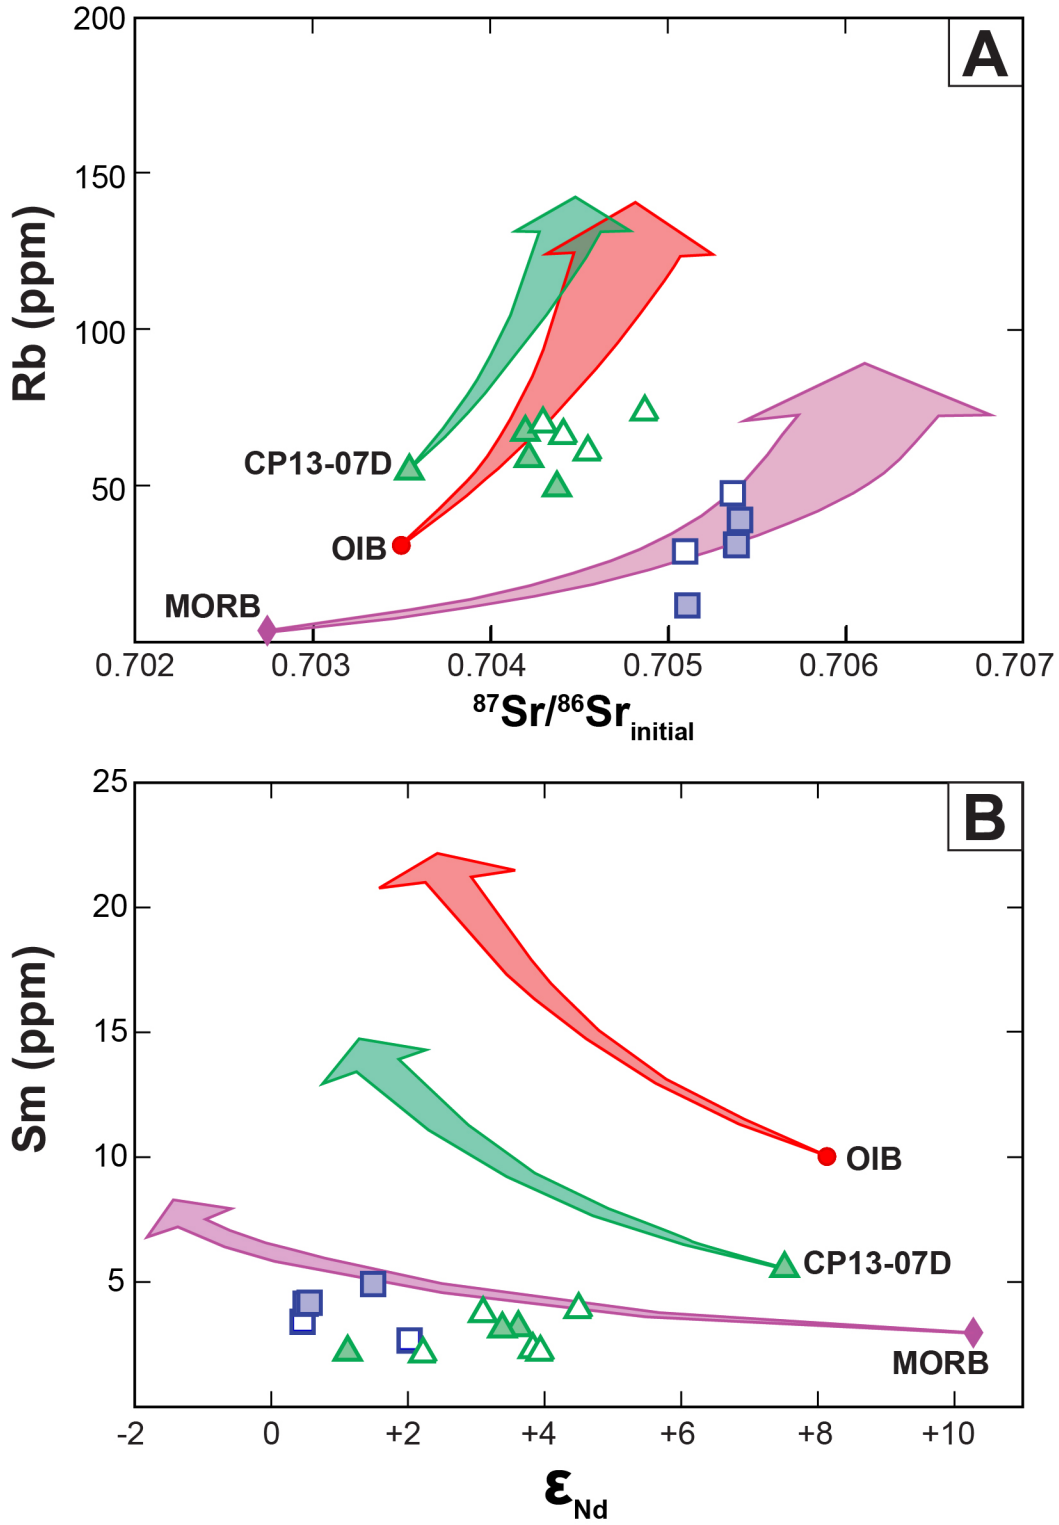 200
A
150
Rb (ppm)
100
CP13-07D
50
OIB
MORB
0.702 0.703 0.704 0.705 0.706 0.707
87Sr/86Srinitial
25
B
20
Sm (ppm)
15
10
OIB
CP13-07D
5
MORB
-2 0 +2 +4 +6 +8 +10
εNd